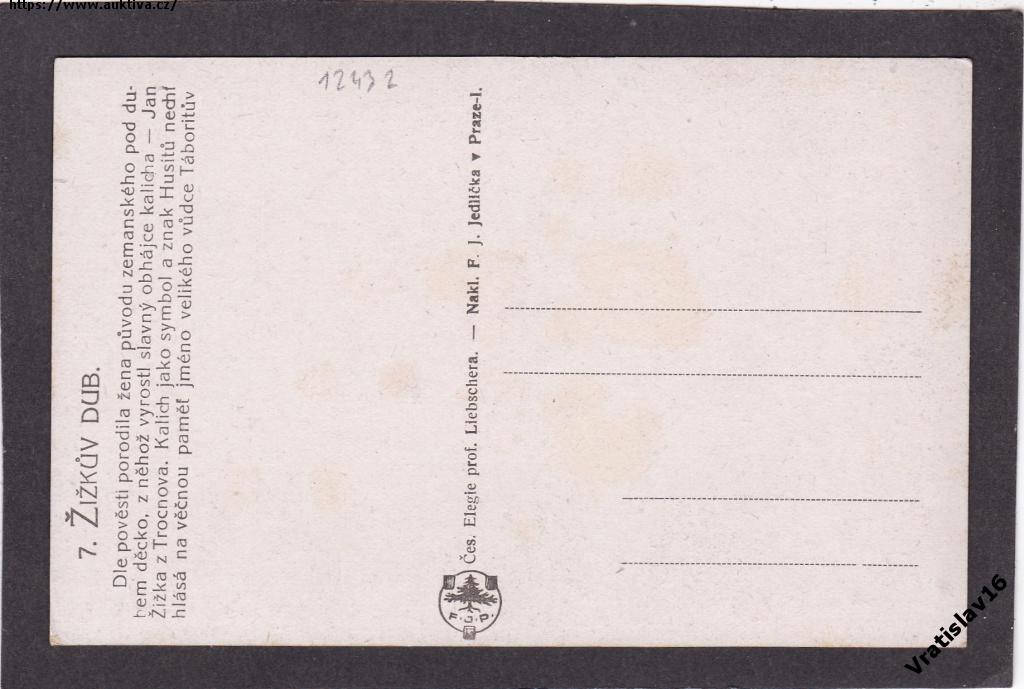 https://www.auktiva.cz/
12432
7. ŽIŽKŮV DUB.
Dle pověsti porodila žena původu zemanského pod du-
bem děcko, z něhož vyrostl slavný obhájce kalicha — Jan
Žižka z Trocnova. Kalich jako symbol a znak Husitů nechť
hlásá na věčnou paměť jméno velikého vůdce Táboritův
Čes. Elegie prof. Liebschera. — Nakl. F. J. Jedlička v Praze-I.
F. J. D.
Vratislav16